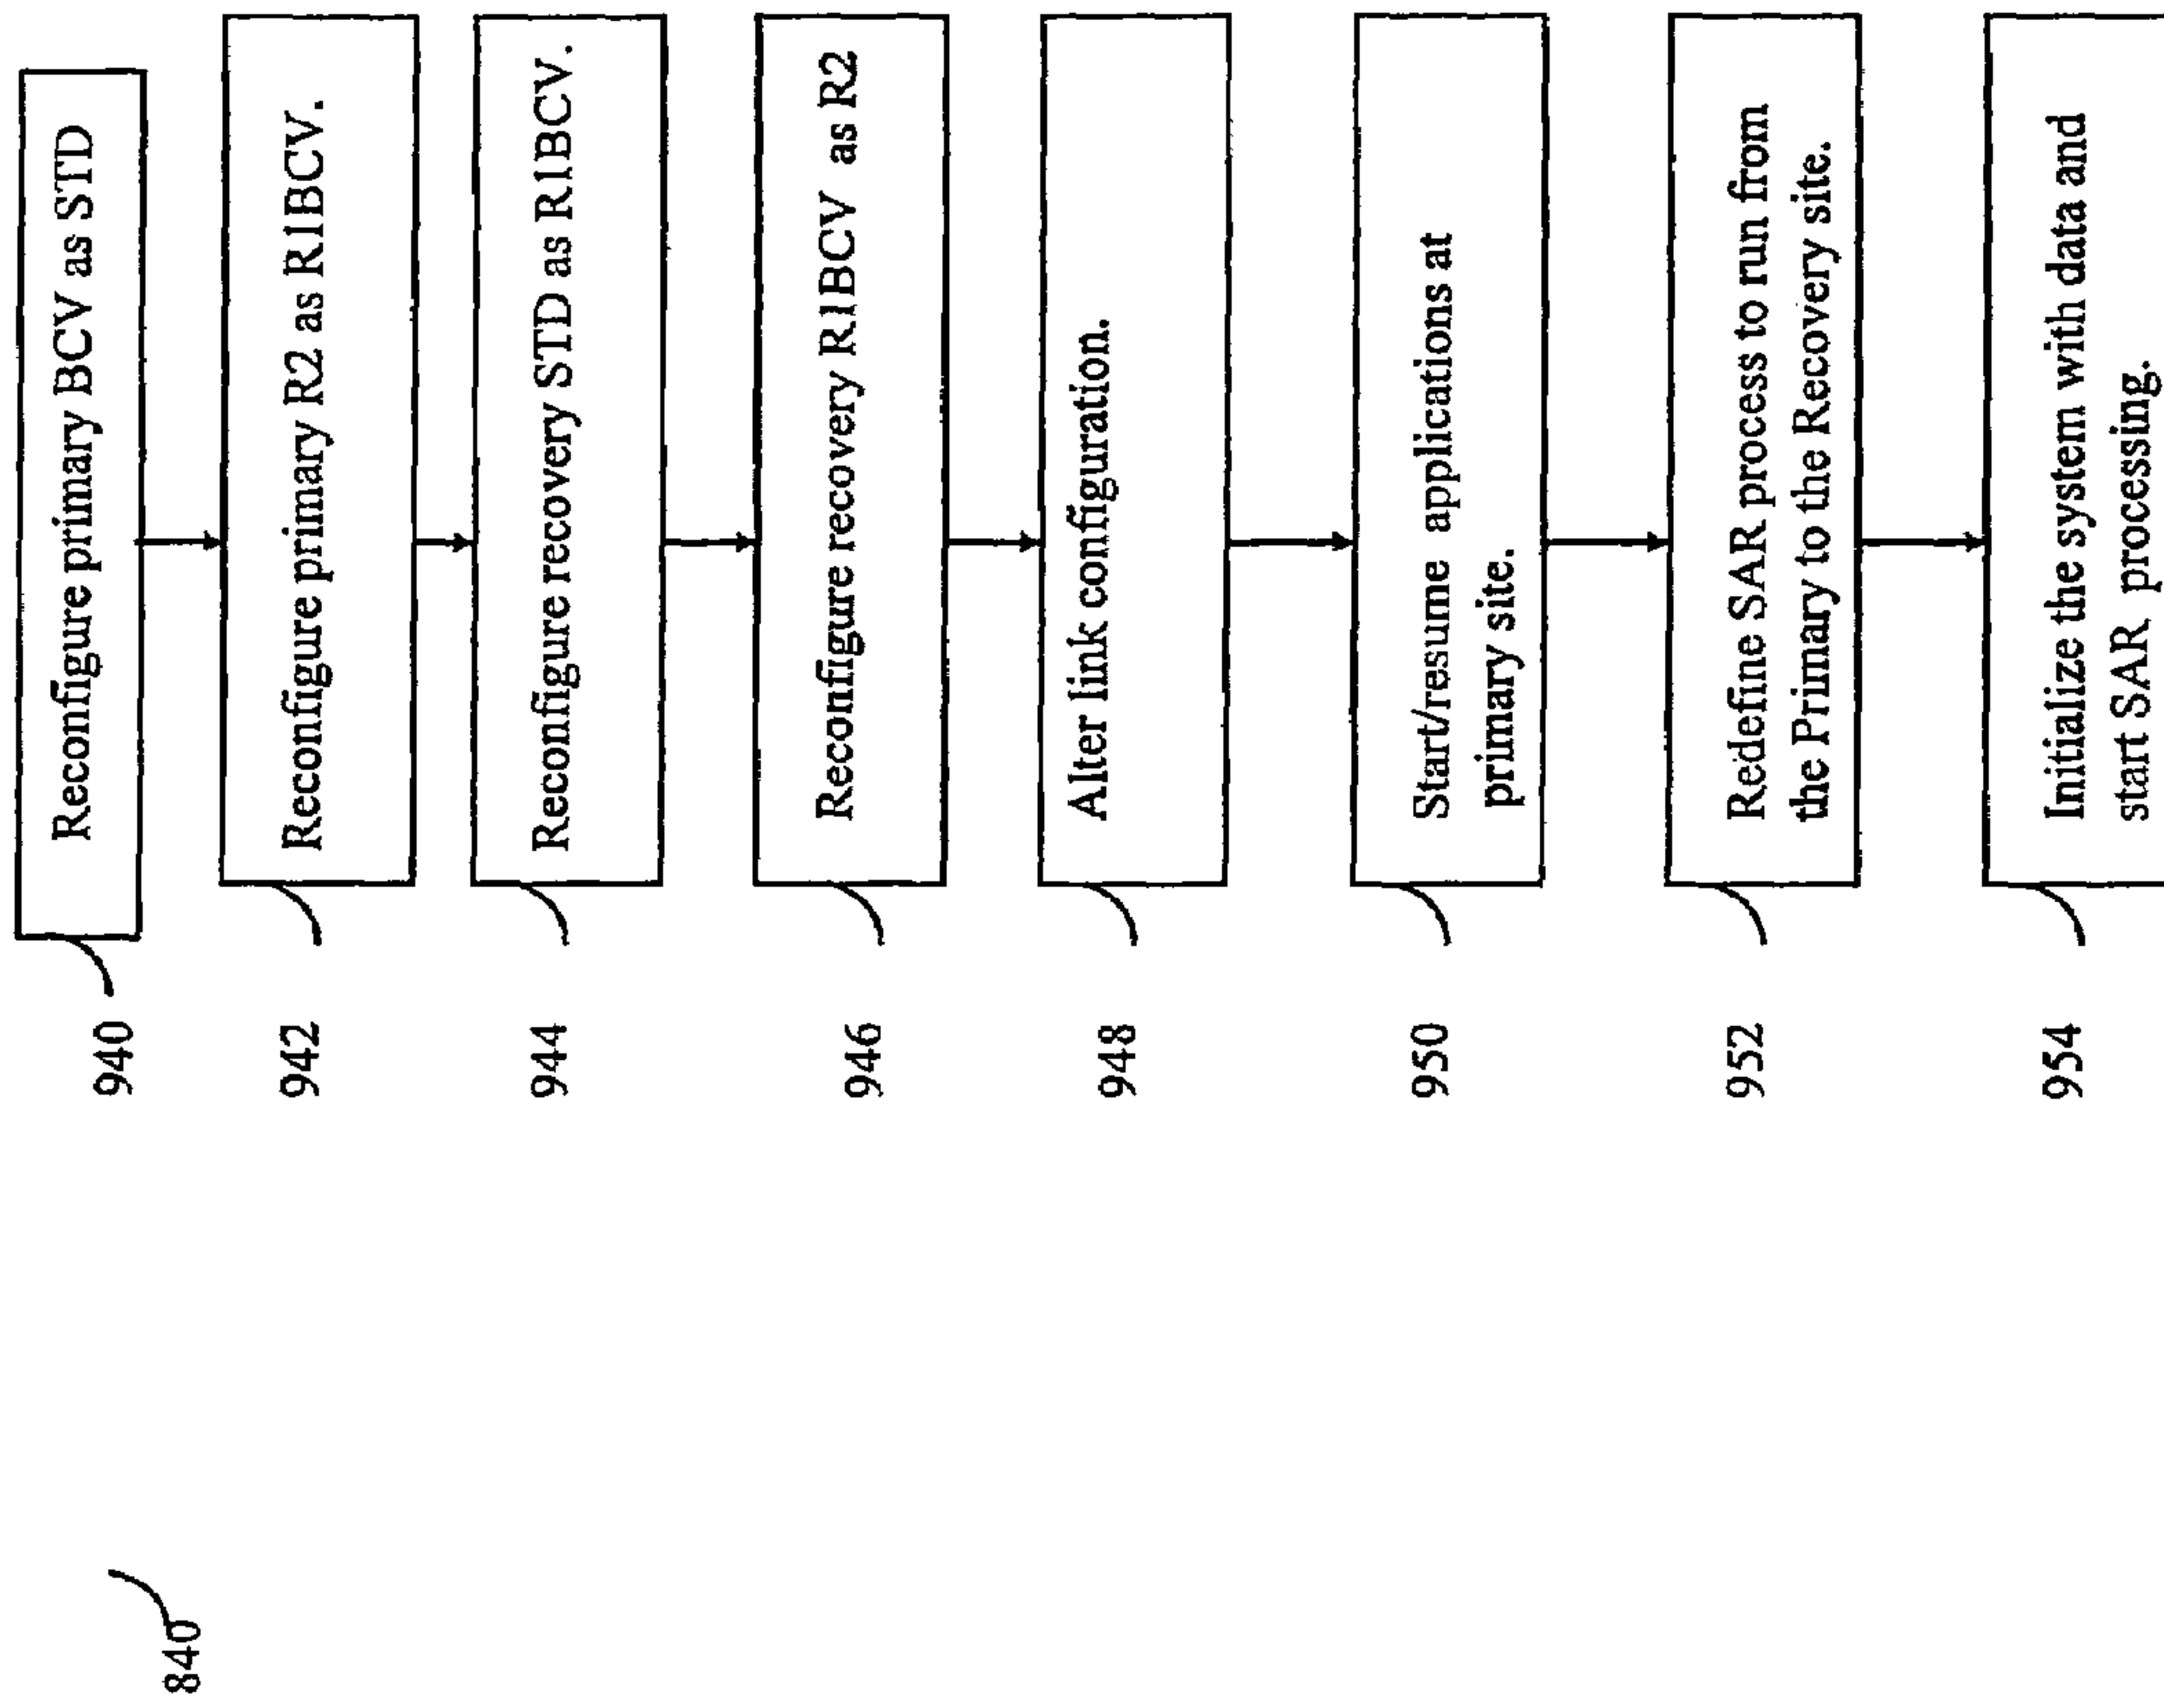 840
940
Reconfigure primary BCV as STD
942
Reconfigure primary R2 as R1BCV.
944
Reconfigure recovery STD as R1BCV.
946
Reconfigure recovery R1BCV as R2
948
Alter link configuration.
950
Start/resume applications at
primary site.
952
Redefine SAR process to run from
the Primary to the Recovery site.
954
Initialize the system with data and
start SAR processing.